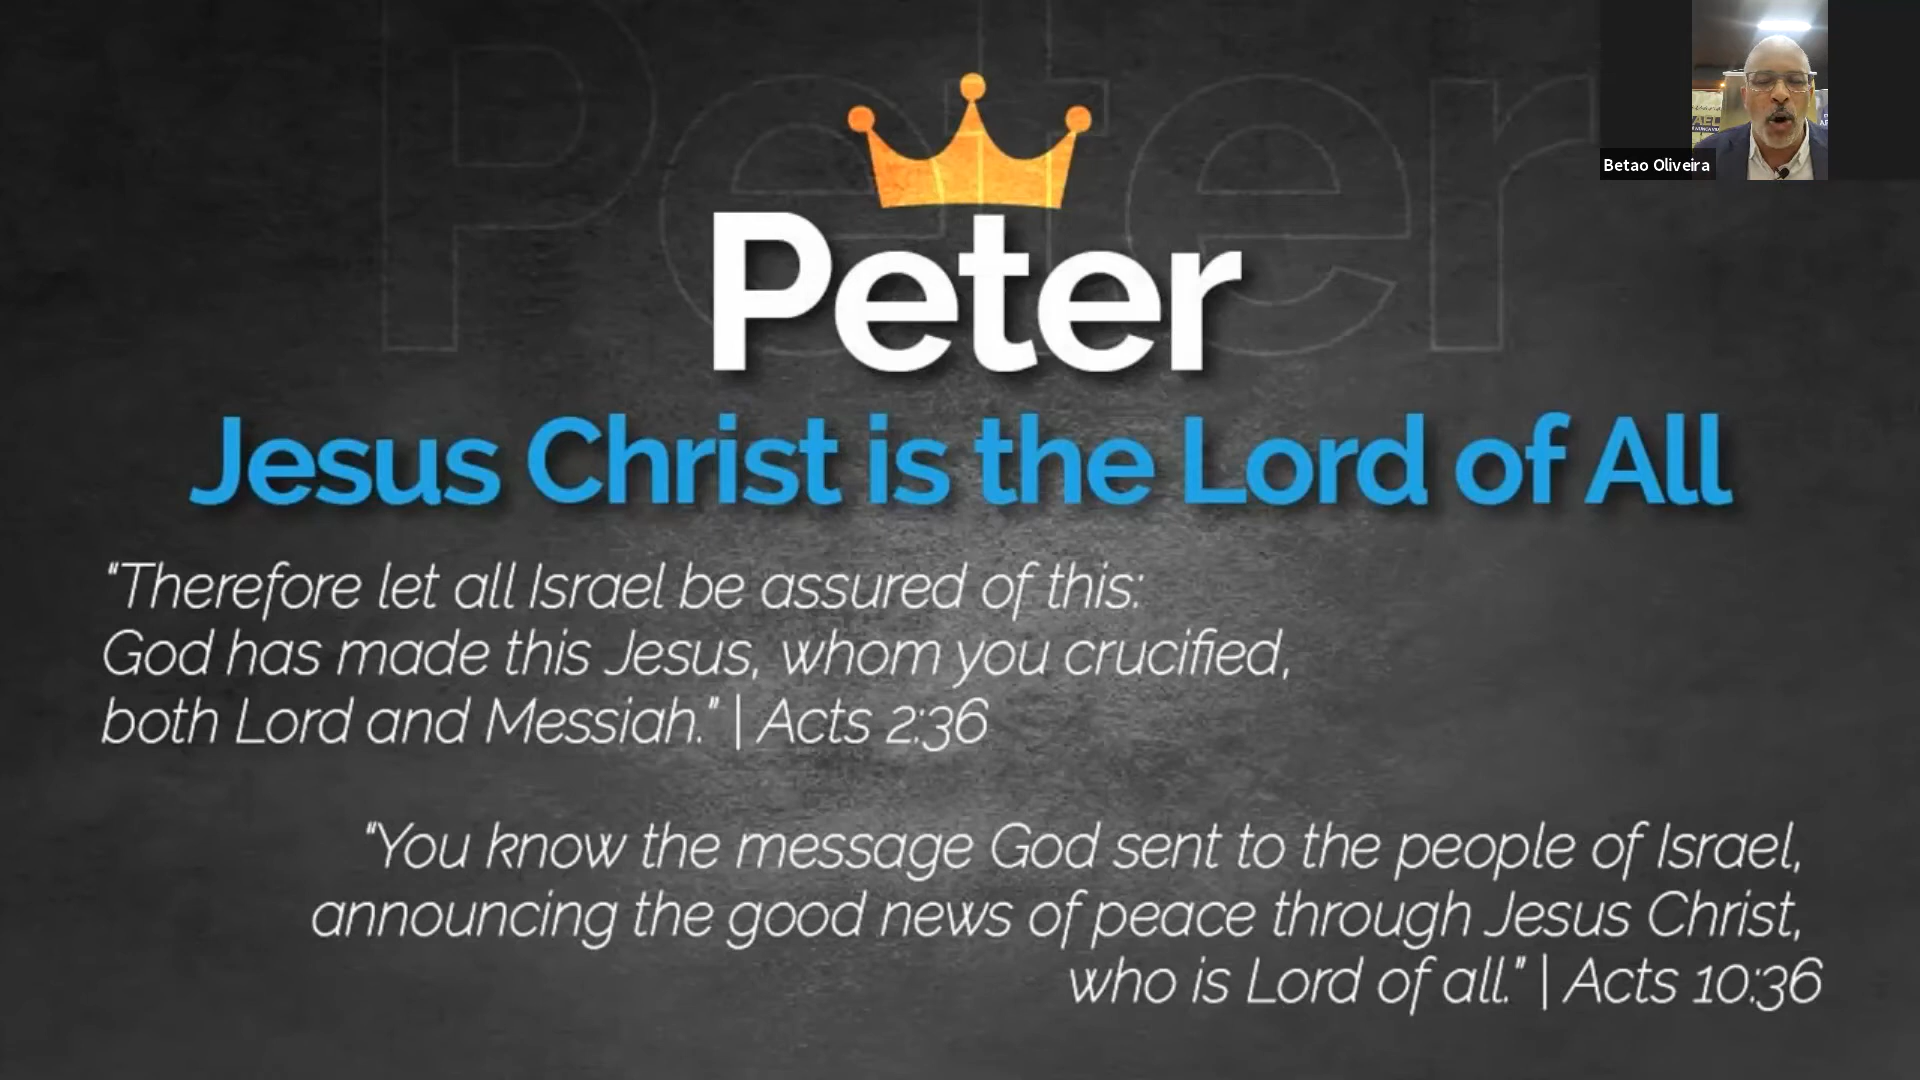 Peter
Peter
Jesus Christ is the Lord of All
"Therefore let all Israel be assured of this:
God has made this Jesus, whom you crucified,
both Lord and Messiah." | Acts 2:36
"You know the message God sent to the people of Israel,
announcing the good news of peace through Jesus Christ,
who is Lord of all." | Acts 10:36
Betao Oliveira